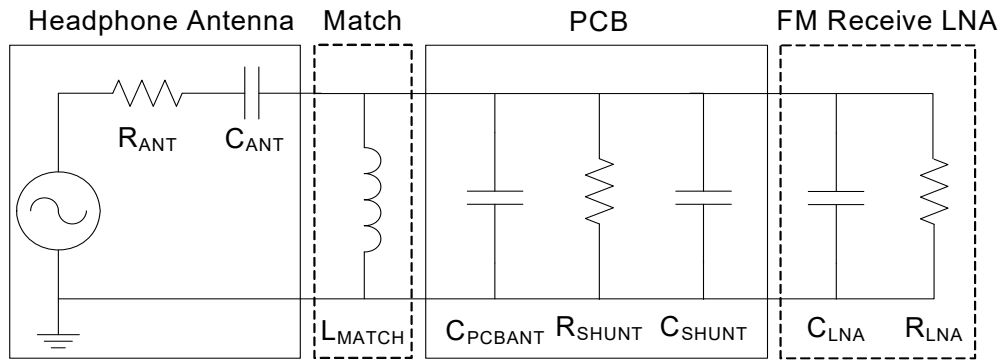 Headphone Antenna
Match
PCB
FM Receive LNA
RANT
CANT
LMATCH
CPCBANT
RSHUNT
CSHUNT
CLNA
RLNA